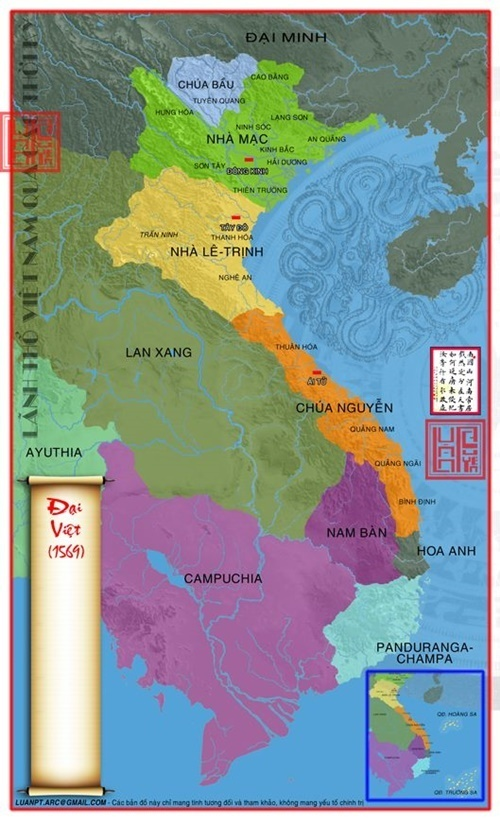 ĐẠI MINH
CHÚA BẦU
CAO BẰNG
TUYÊN QUANG
HƯNG HÓA
LẠNG SƠN
NINH SÓC
AN QUẢNG
NHÀ MẠC
KINH BẮC
HẢI DƯƠNG
SƠN TÂY
ĐÔNG KINH
THIÊN TRƯỜNG
TÂY ĐÔ
TRẤN NINH
THANH HÓA
NHÀ LÊ-TRỊNH
NGHỆ AN
LÃNH THỔ VIỆT NAM QUA
THUẬN HÓA
LAN XANG
ÁI TỬ
CHÚA NGUYỄN
QUẢNG NAM
AYUTHIA
QUẢNG NGÃI
Đại
Việt
(1569)
BÌNH ĐỊNH
NAM BÀN
HOA ANH
CAMPUCHIA
PANDURANGA-
CHAMPA
QĐ. HOÀNG SA
QĐ. TRƯỜNG SA
LUANPT.ARC@GMAIL.COM - Các bản đồ này chỉ mang tính tương đối và tham khảo, không mang yếu tố chính trị